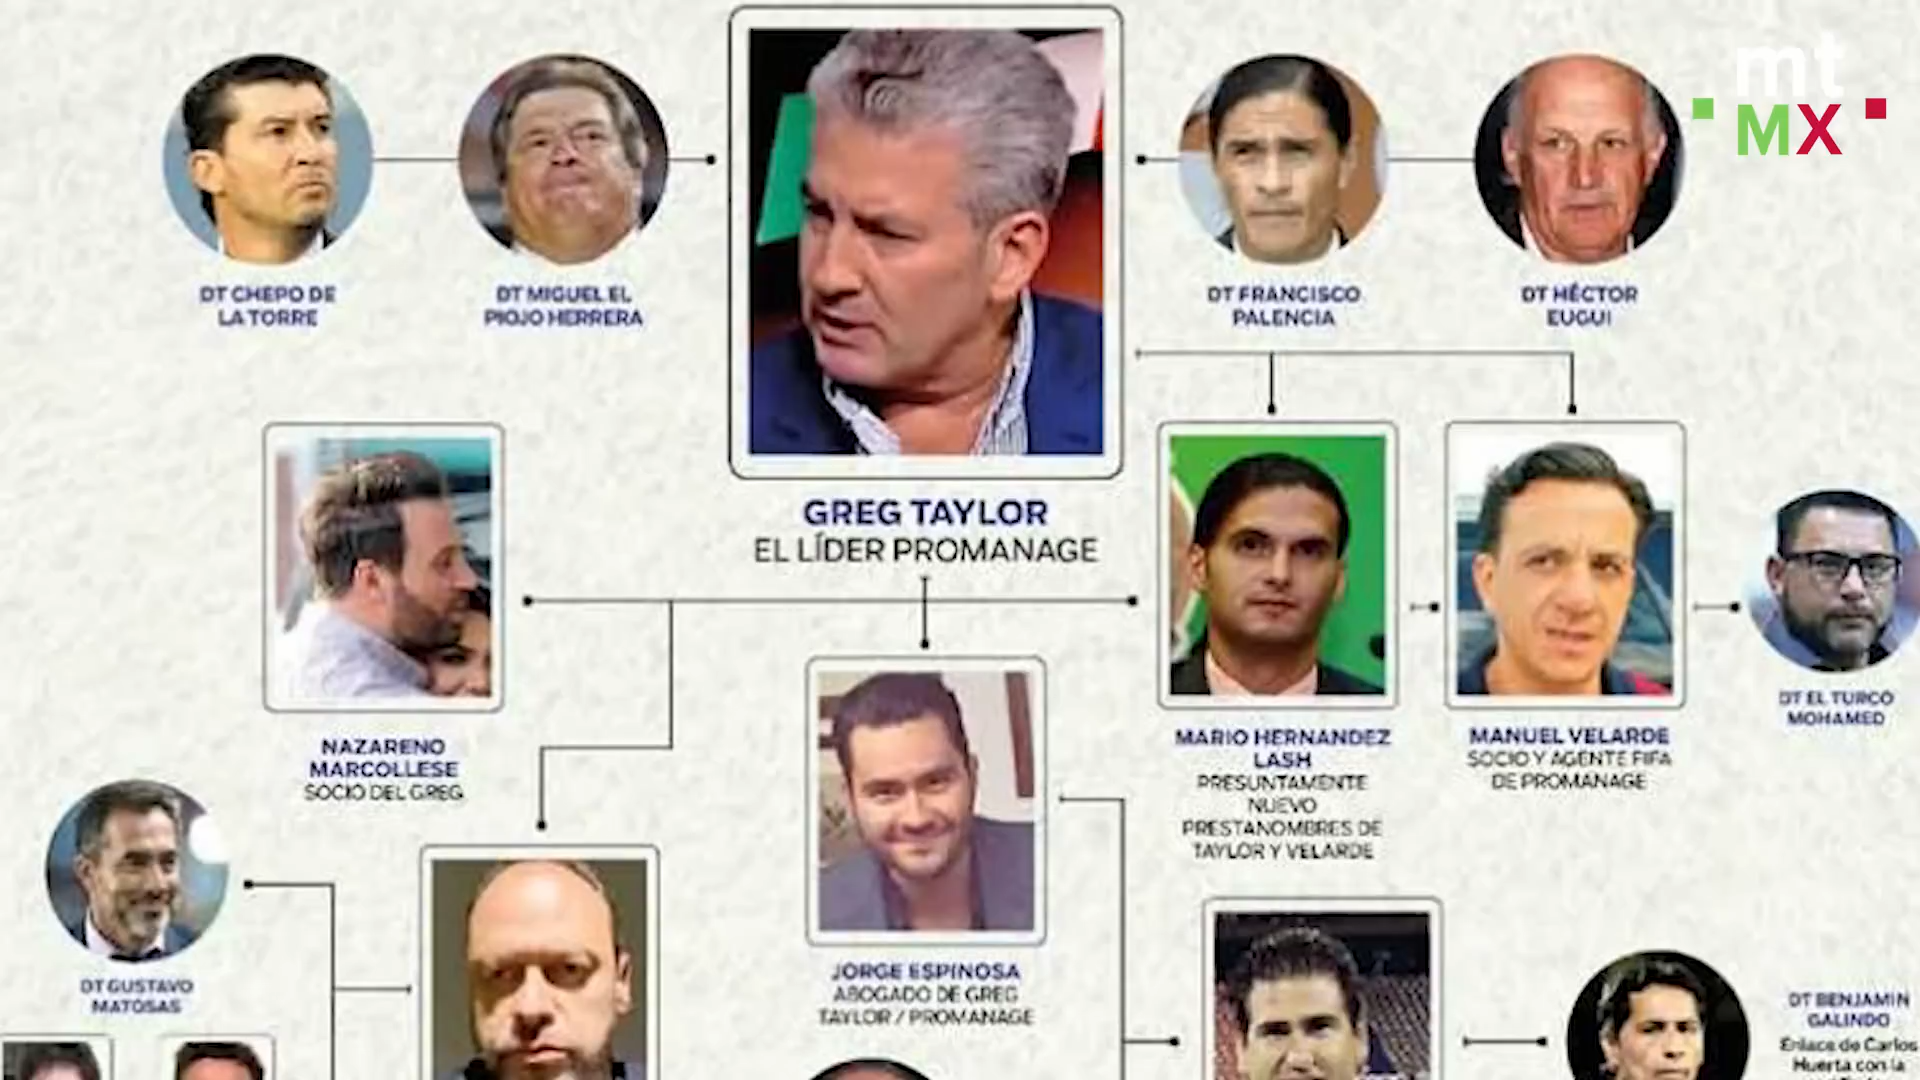 mt
MX
DT CHEPO DE
LA TORRE
DT MIGUEL EL
PIOJO HERRERA
DT FRANCISCO
PALENCIA
DT HÉCTOR
EUGUI
GREG TAYLOR
EL LÍDER PROMANAGE
NAZARENO
MARCOLLESE
SOCIO DEL GREG
MARIO HERNANDEZ
LASH
PRESUNTAMENTE
NUEVO
PRESTANOMBRES DE
TAYLOR Y VELARDE
MANUEL VELARDE
SOCIO Y AGENTE FIFA
DE PROMANAGE
DT EL TURCO
MOHAMED
DT GUSTAVO
MATOSAS
JORGE ESPINOSA
ABOGADO DE GREG
TAYLOR / PROMANAGE
DT BENJAMIN
GALINDO
Enlace de Carlos
Huerta con la